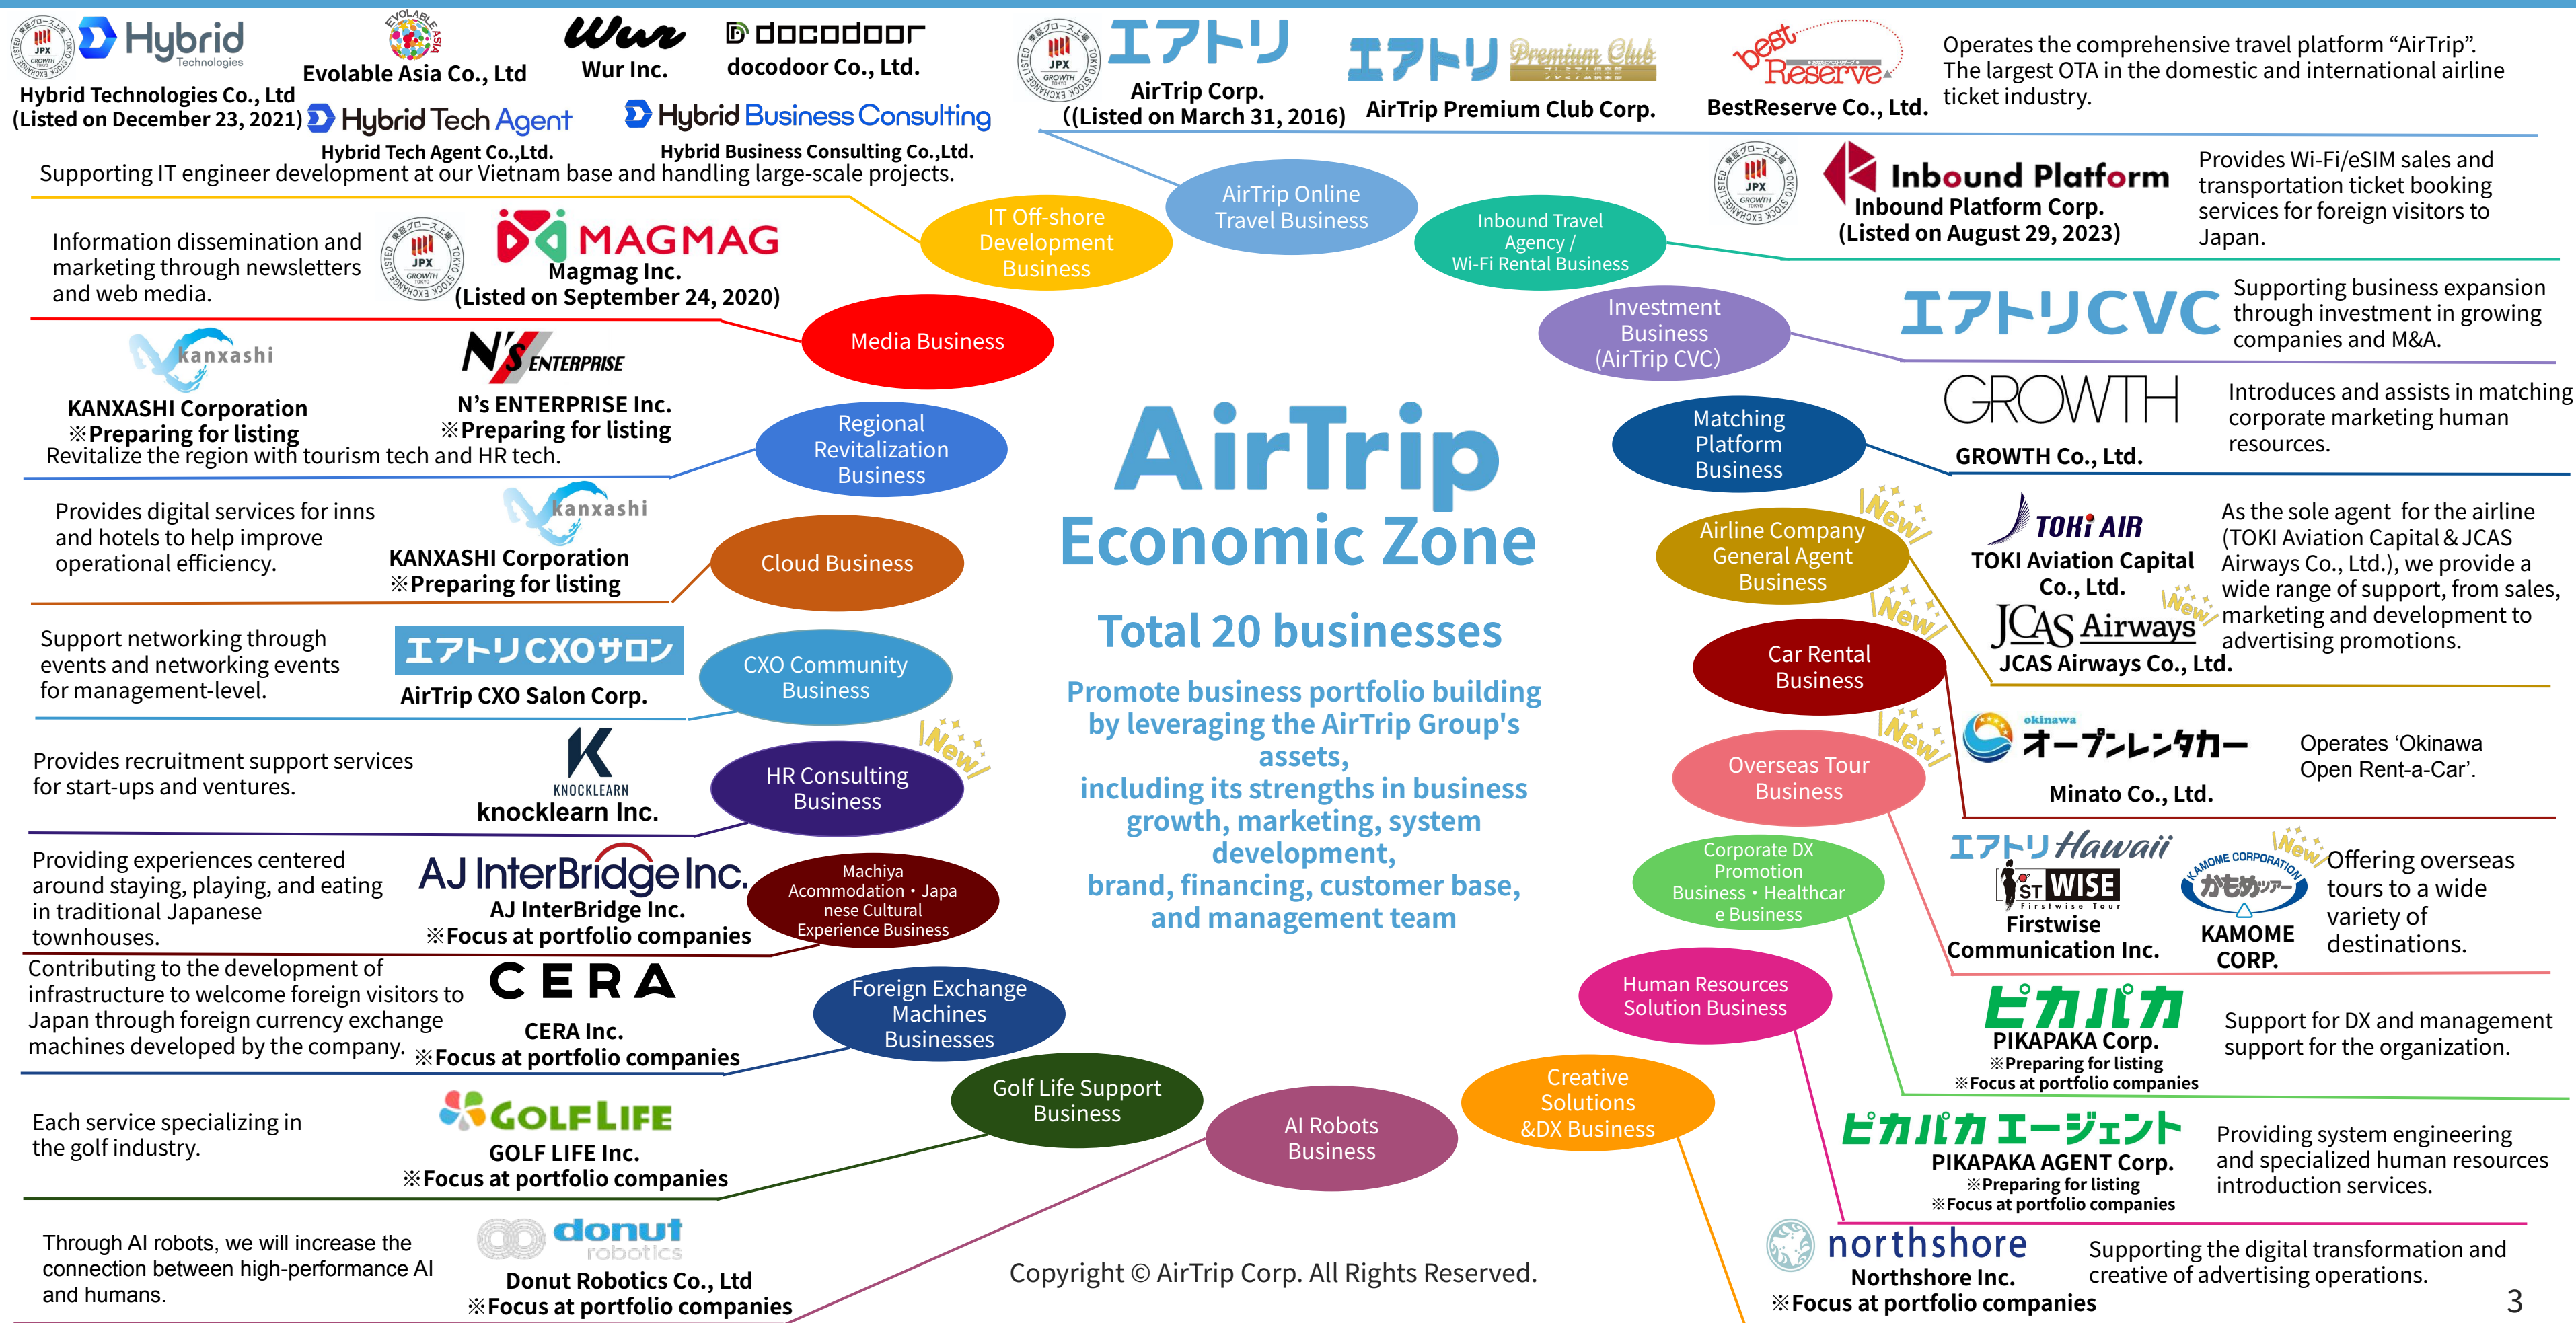 Hybrid
Technologies
Hybrid Technologies Co., Ltd
(Listed on December 23, 2021)
EVOLABLE ASIA
Evolable Asia Co., Ltd
Wur
Wur Inc.
docodoor
docodoor Co., Ltd.
Hybrid Tech Agent
Hybrid Tech Agent Co.,Ltd.
Hybrid Business Consulting
Hybrid Business Consulting Co.,Ltd.
Supporting IT engineer development at our Vietnam base and handling large-scale projects.
IT Off-shore
Development
Business
東証グロース上場
JPX
GROWTH
TOKYO
TOKYO STOCK EXCHANGE LISTED
エアトリ
AirTrip Corp.
((Listed on March 31, 2016)
エアトリ Premium Club
プレミアム倶楽部
AirTrip Premium Club Corp.
best
Reserve
BestReserve Co., Ltd.
Operates the comprehensive travel platform “AirTrip”.
The largest OTA in the domestic and international airline
ticket industry.
AirTrip Online
Travel Business
Inbound Platform
Inbound Platform Corp.
(Listed on August 29, 2023)
Provides Wi-Fi/eSIM sales and
transportation ticket booking
services for foreign visitors to
Japan.
Inbound Travel
Agency /
Wi-Fi Rental Business
Information dissemination and
marketing through newsletters
and web media.
MAGMAG
Magmag Inc.
(Listed on September 24, 2020)
Media Business
エアトリCVC
Supporting business expansion
through investment in growing
companies and M&A.
Investment
Business
(AirTrip CVC）
kanxashi
KANXASHI Corporation
※Preparing for listing
N'S ENTERPRISE
N’s ENTERPRISE Inc.
※Preparing for listing
Revitalize the region with tourism tech and HR tech.
Regional
Revitalization
Business
GROWTH
GROWTH Co., Ltd.
Introduces and assists in matching
corporate marketing human
resources.
Matching
Platform
Business
Provides digital services for inns
and hotels to help improve
operational efficiency.
kanxashi
KANXASHI Corporation
※Preparing for listing
Cloud Business
New
Airline Company
General Agent
Business
TOKi AIR
TOKI Aviation Capital
Co., Ltd.
New
JCAS Airways
JCAS Airways Co., Ltd.
As the sole agent  for the airline
(TOKI Aviation Capital＆JCAS
Airways Co., Ltd.), we provide a
wide range of support, from sales,
marketing and development to
advertising promotions.
Support networking through
events and networking events
for management-level.
エアトリCXOサロン
AirTrip CXO Salon Corp.
CXO Community
Business
New
Car Rental
Business
okinawa
オープンレンタカー
Minato Co., Ltd.
Operates ‘Okinawa
Open Rent-a-Car’.
Provides recruitment support services
for start-ups and ventures.
K
KNOCKLEARN
knocklearn Inc.
New
HR Consulting
Business
New
Overseas Tour
Business
エアトリ Hawaii
1ST WISE
Firstwise Tour
Firstwise
Communication Inc.
New
KAMOME CORPORATION
かもめツアー
KAMOME
CORP.
Offering overseas
tours to a wide
variety of
destinations.
Providing experiences centered
around staying, playing, and eating
in traditional Japanese
townhouses.
AJ InterBridge Inc.
AJ InterBridge Inc.
※Focus at portfolio companies
Machiya
Acommodation・Japa
nese Cultural
Experience Business
Corporate DX
Promotion
Business・Healthcar
e Business
ピカパカ
PIKAPAKA Corp.
※Preparing for listing
※Focus at portfolio companies
Support for DX and management
support for the organization.
Contributing to the development of
infrastructure to welcome foreign visitors to
Japan through foreign currency exchange
machines developed by the company.
CERA
CERA Inc.
※Focus at portfolio companies
Foreign Exchange
Machines
Businesses
Human Resources
Solution Business
ピカパカ エージェント
PIKAPAKA AGENT Corp.
※Preparing for listing
※Focus at portfolio companies
Providing system engineering
and specialized human resources
introduction services.
Each service specializing in
the golf industry.
GOLFLIFE
GOLF LIFE Inc.
※Focus at portfolio companies
Golf Life Support
Business
Creative
Solutions
&DX Business
northshore
Northshore Inc.
※Focus at portfolio companies
Supporting the digital transformation and
creative of advertising operations.
Through AI robots, we will increase the
connection between high-performance AI
and humans.
donut
robotics
Donut Robotics Co., Ltd
※Focus at portfolio companies
AI Robots
Business
AirTrip
Economic Zone
Total 20 businesses
Promote business portfolio building
by leveraging the AirTrip Group's
assets,
including its strengths in business
growth, marketing, system
development,
brand, financing, customer base,
and management team
Copyright © AirTrip Corp. All Rights Reserved.
3